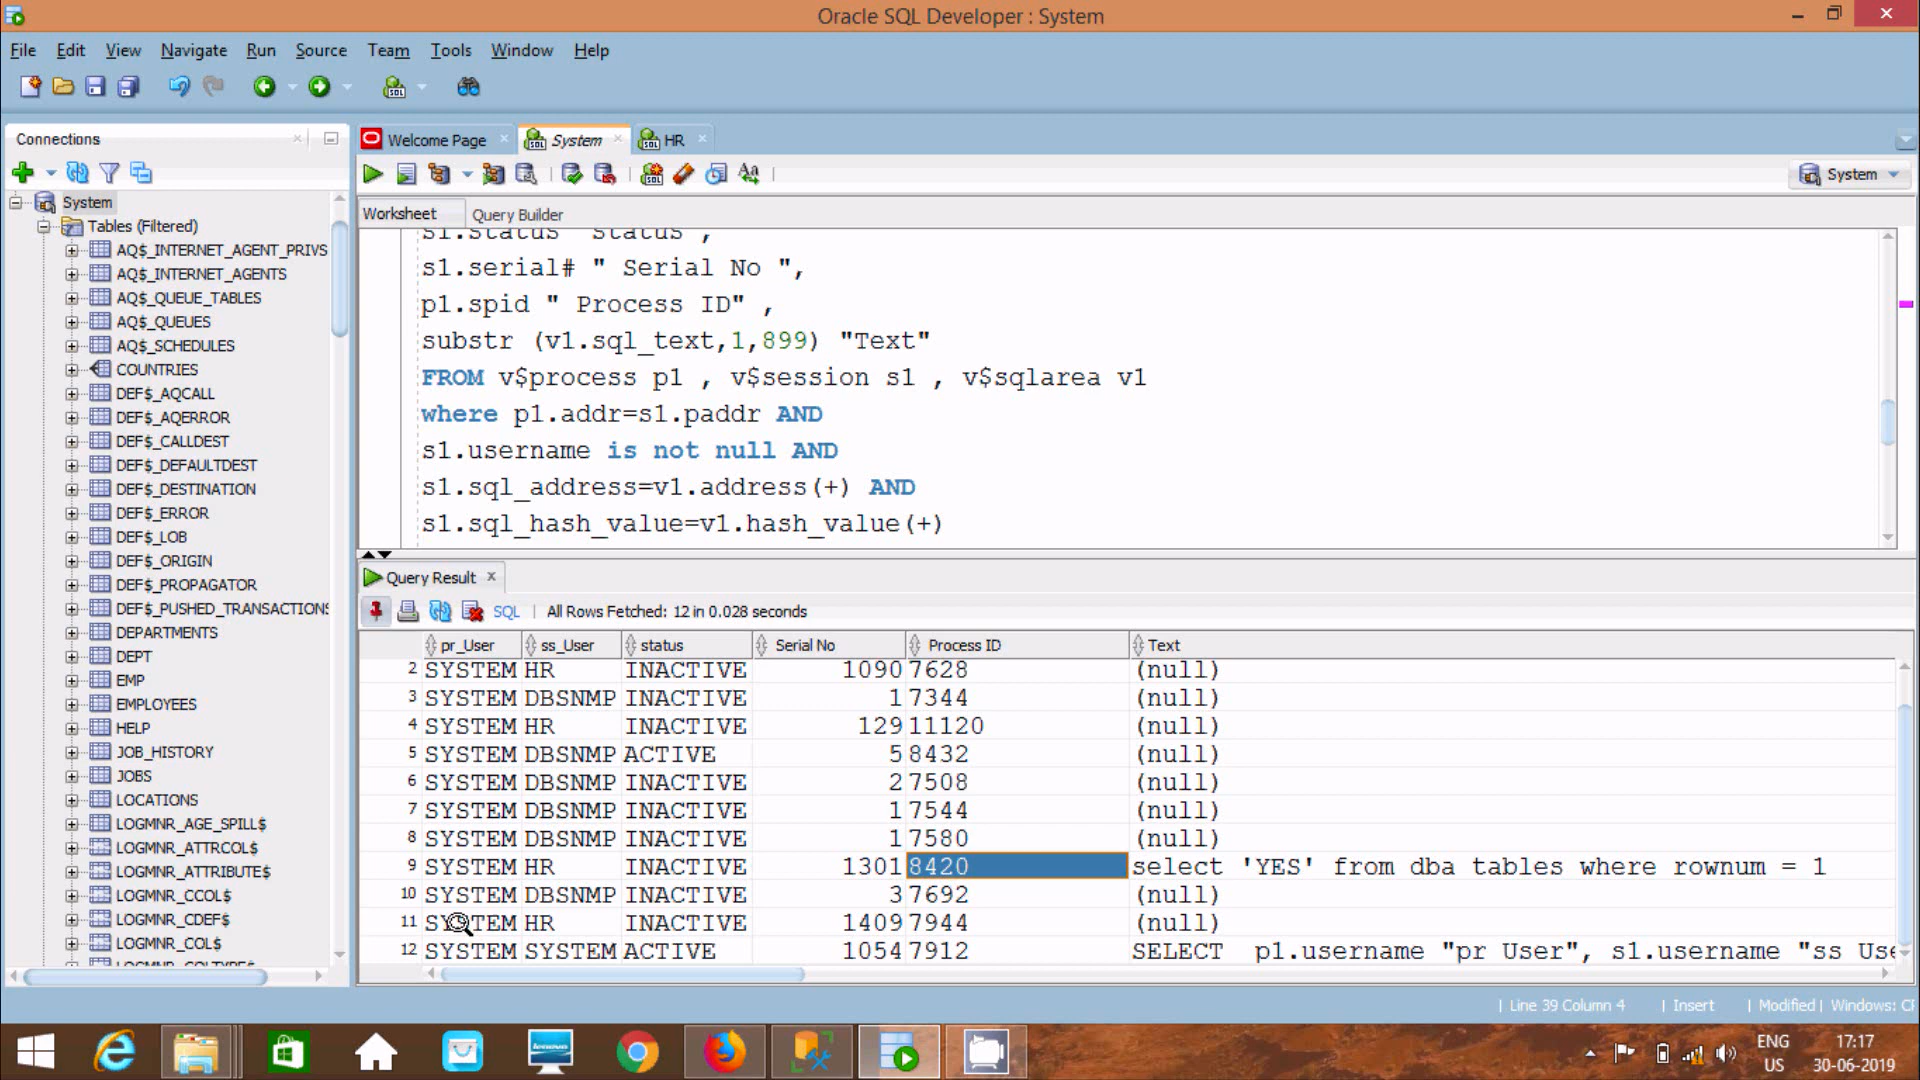 Oracle SQL Developer : System
File Edit View Navigate Run Source Team Tools Window Help
Connections
Welcome Page
System
HR
System
Worksheet Query Builder
System
Tables (Filtered)
AQ$_INTERNET_AGENT_PRIVS
AQ$_INTERNET_AGENTS
AQ$_QUEUE_TABLES
AQ$_QUEUES
AQ$_SCHEDULES
COUNTRIES
DEF$_AQCALL
DEF$_AQERROR
DEF$_CALLDEST
DEF$_DEFAULTDEST
DEF$_DESTINATION
DEF$_ERROR
DEF$_LOB
DEF$_ORIGIN
DEF$_PROPAGATOR
DEF$_PUSHED_TRANSACTIONS
DEPARTMENTS
DEPT
EMP
EMPLOYEES
HELP
JOB_HISTORY
JOBS
LOCATIONS
LOGMNR_AGE_SPILL$
LOGMNR_ATTRCOL$
LOGMNR_ATTRIBUTE$
LOGMNR_CCOL$
LOGMNR_CDEF$
LOGMNR_COL$
LOGMNR_COLTYPE$
s1.status "status",
s1.serial# " Serial No ",
p1.spid " Process ID" ,
substr (v1.sql_text,1,899) "Text"
FROM v$process p1 , v$session s1 , v$sqlarea v1
where p1.addr=s1.paddr AND
s1.username is not null AND
s1.sql_address=v1.address(+) AND
s1.sql_hash_value=v1.hash_value(+)
Query Result
SQL | All Rows Fetched: 12 in 0.028 seconds
pr_User ss_User status Serial No Process ID Text
2 SYSTEM HR INACTIVE 1090 7628 (null)
3 SYSTEM DBSNMP INACTIVE 1 7344 (null)
4 SYSTEM HR INACTIVE 129 11120 (null)
5 SYSTEM DBSNMP ACTIVE 5 8432 (null)
6 SYSTEM DBSNMP INACTIVE 2 7508 (null)
7 SYSTEM DBSNMP INACTIVE 1 7544 (null)
8 SYSTEM DBSNMP INACTIVE 1 7580 (null)
9 SYSTEM HR INACTIVE 1301 8420 select 'YES' from dba tables where rownum = 1
10 SYSTEM DBSNMP INACTIVE 3 7692 (null)
11 SYSTEM HR INACTIVE 1409 7944 (null)
12 SYSTEM SYSTEM ACTIVE 1054 7912 SELECT p1.username "pr User", s1.username "ss Use
| Line 39 Column 4 | Insert | Modified | Windows: CF
ENG
US
17:17
30-06-2019